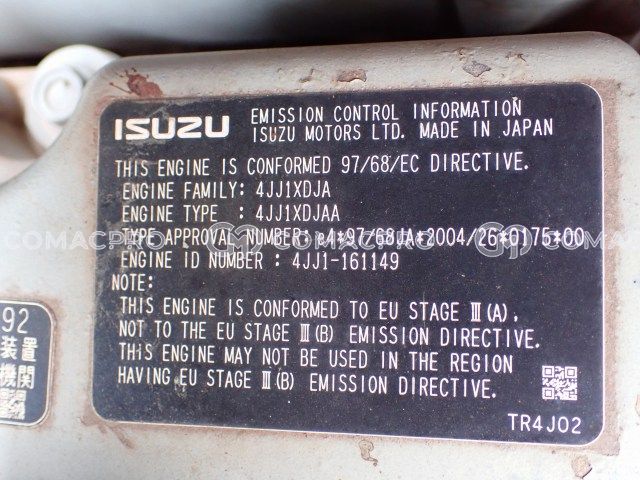 ISUZU
EMISSION CONTROL INFORMATION
ISUZU MOTORS LTD. MADE IN JAPAN
THIS ENGINE IS CONFORMED 97/68/EC DIRECTIVE.
ENGINE FAMILY: 4JJ1XDJA
ENGINE TYPE : 4JJ1XDJAA
TYPE APPROVAL NUMBER: e4*97/68JA*2004/26*0175*00
ENGINE ID NUMBER : 4JJ1-161149
NOTE:
THIS ENGINE IS CONFORMED TO EU STAGE Ⅲ(A),
NOT TO THE EU STAGE Ⅲ(B) EMISSION DIRECTIVE.
THIS ENGINE MAY NOT BE USED IN THE REGION
HAVING EU STAGE Ⅲ(B) EMISSION DIRECTIVE.
TR4J02
92
装置
機関
COMACPRO COMACPRO COMACPRO